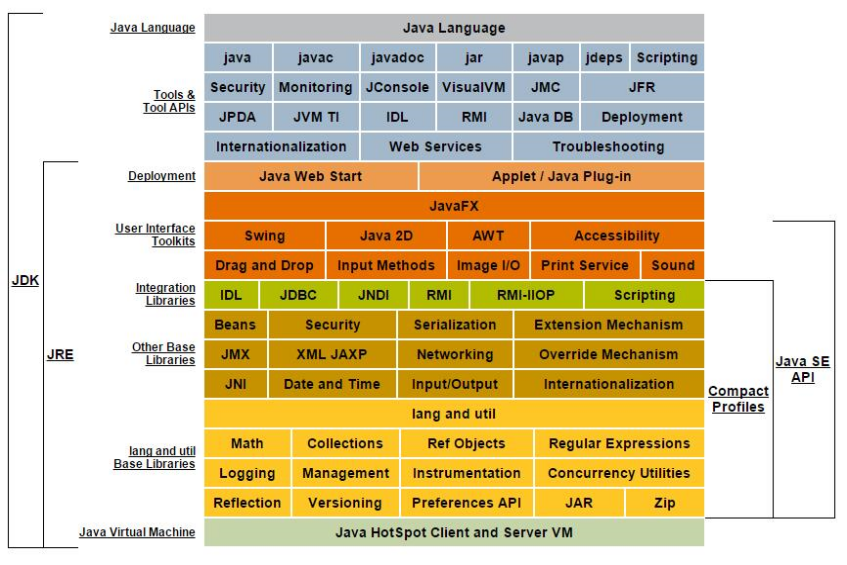 Java Language Java Language
java javac javadoc jar javap jdeps Scripting
Security Monitoring JConsole VisualVM JMC JFR
Tools &
Tool APIs
JPDA JVM TI IDL RMI Java DB Deployment
Internationalization Web Services Troubleshooting
Deployment Java Web Start Applet / Java Plug-in
JavaFX
User Interface
Toolkits
Swing Java 2D AWT Accessibility
Drag and Drop Input Methods Image I/O Print Service Sound
JDK
Integration
Libraries
IDL JDBC JNDI RMI RMI-IIOP Scripting
Beans Security Serialization Extension Mechanism
Other Base
Libraries
JRE
JMX XML JAXP Networking Override Mechanism
Java SE
API
JNI Date and Time Input/Output Internationalization
Compact
Profiles
lang and util
lang and util
Base Libraries
Math Collections Ref Objects Regular Expressions
Logging Management Instrumentation Concurrency Utilities
Reflection Versioning Preferences API JAR Zip
Java Virtual Machine Java HotSpot Client and Server VM